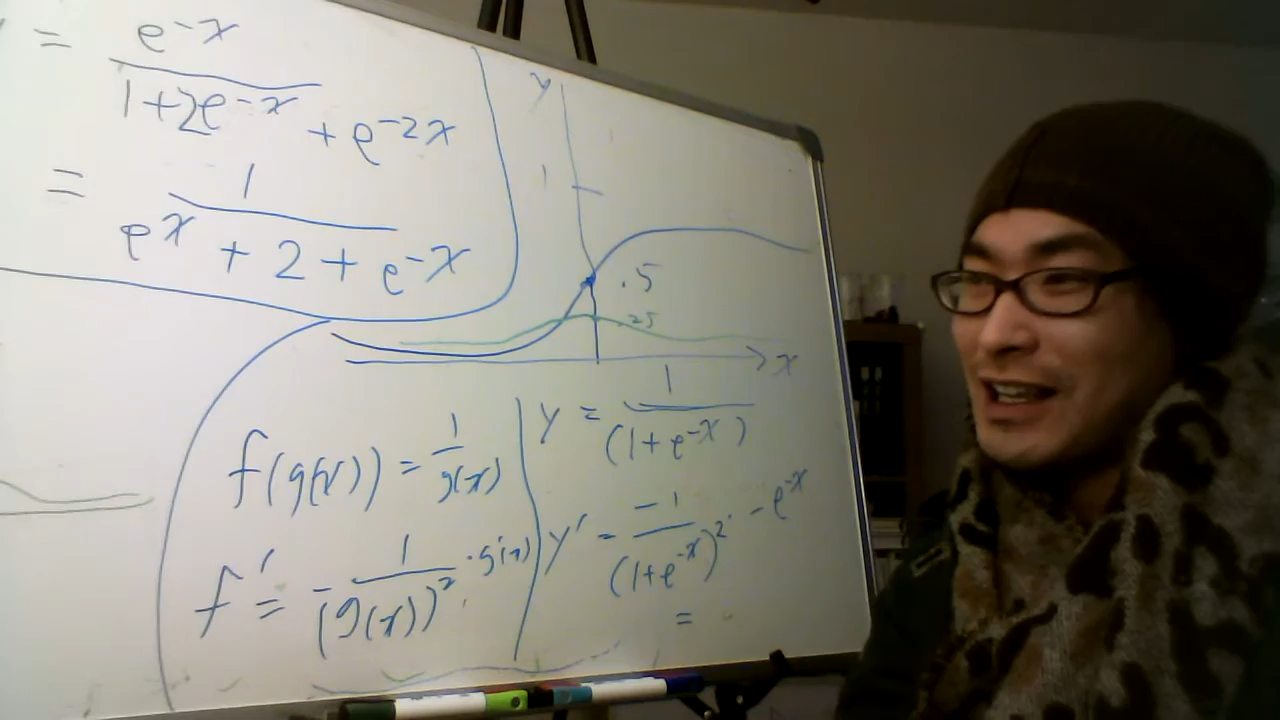 = e^{-x} / (1+2e^{-x} + e^{-2x})
= 1 / (e^x + 2 + e^{-x})
y
1
.5
.25
x
f(g(x)) = 1 / g(x)
f' = - 1 / (g(x))^2 · g'(x)
y = 1 / (1+e^{-x})
y' = -1 / (1+e^{-x})^2 · -e^{-x}
=